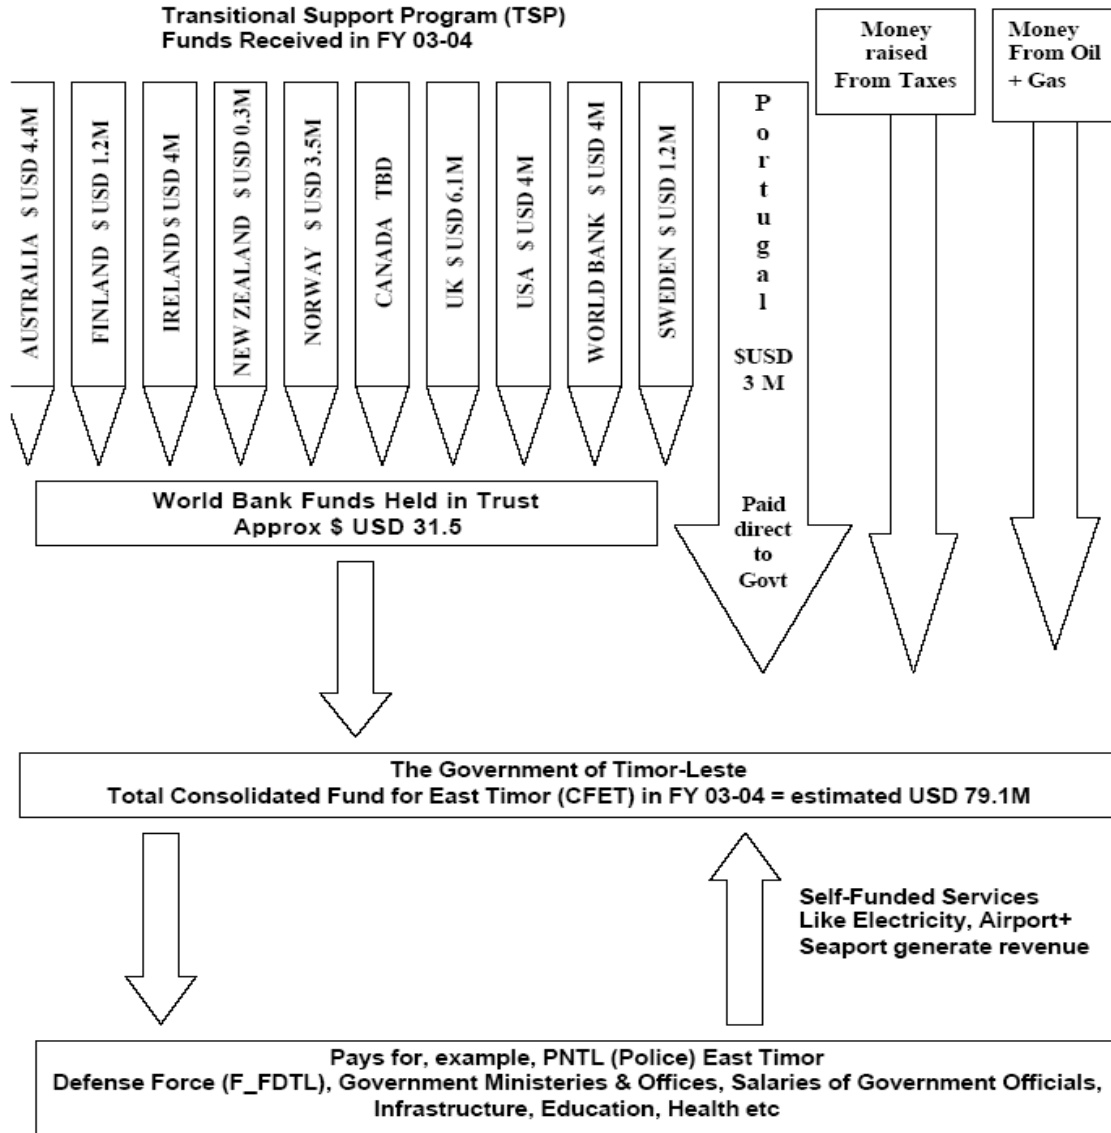 Transitional Support Program (TSP)
Funds Received in FY 03-04
AUSTRALIA $ USD 4.4M
FINLAND $ USD 1.2M
IRELAND $ USD 4M
NEW ZEALAND $ USD 0.3M
NORWAY $ USD 3.5M
CANADA TBD
UK $ USD 6.1M
USA $ USD 4M
WORLD BANK $ USD 4M
SWEDEN $ USD 1.2M
Portugal
$USD
3 M
Paid
direct
to
Govt
Money
raised
From Taxes
Money
From Oil
+ Gas
World Bank Funds Held in Trust
Approx $ USD 31.5
The Government of Timor-Leste
Total Consolidated Fund for East Timor (CFET) in FY 03-04 = estimated USD 79.1M
Self-Funded Services
Like Electricity, Airport+
Seaport generate revenue
Pays for, example, PNTL (Police) East Timor
Defense Force (F_FDTL), Government Ministeries & Offices, Salaries of Government Officials,
Infrastructure, Education, Health etc